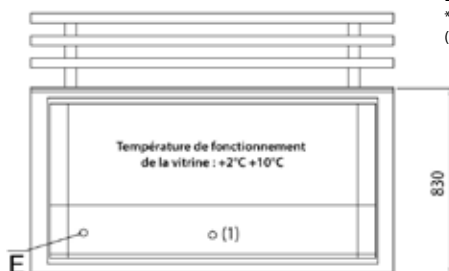 *
(
Température de fonctionnement
de la vitrine : +2°C +10°C
830
(1)
E